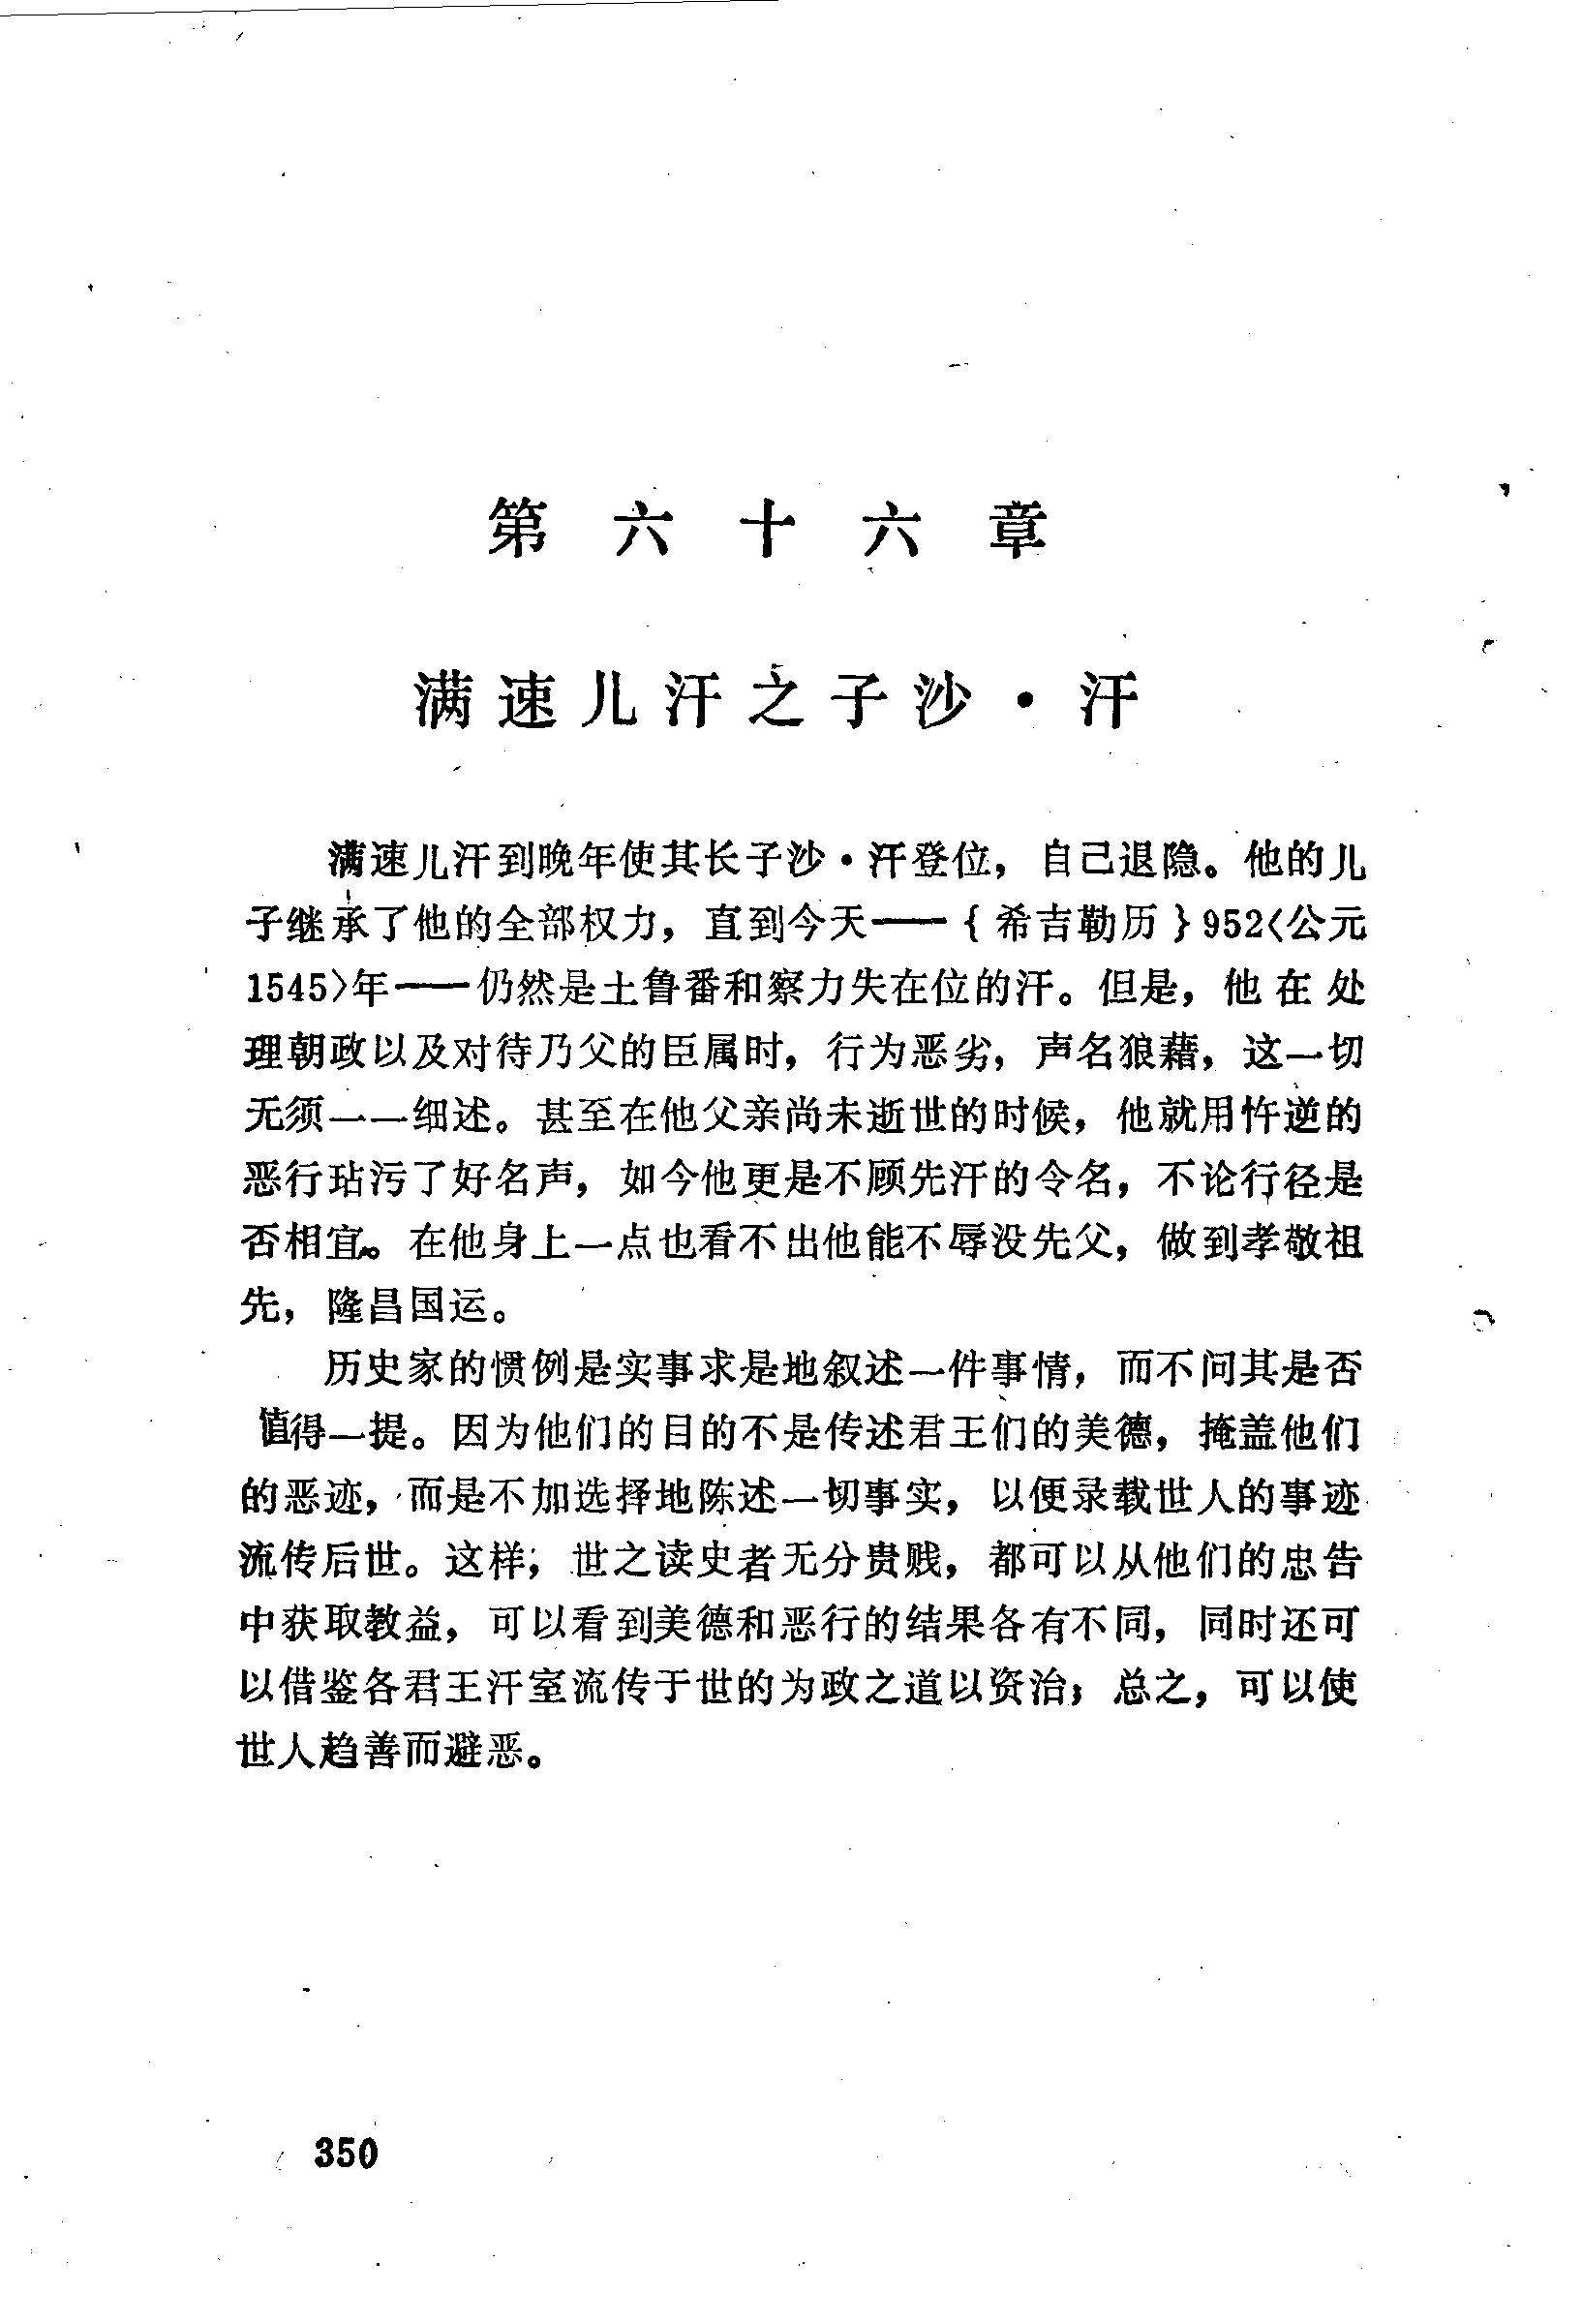 第六十六章
满速儿汗之子沙·汗
满速儿汗到晚年使其长子沙·汗登位，自己退隐。他的儿
子继承了他的全部权力，直到今天——{希吉勒历}952〈公元
1545〉年——仍然是土鲁番和察力失在位的汗。但是，他在处
理朝政以及对待乃父的臣属时，行为恶劣，声名狼藉，这一切
无须一一细述。甚至在他父亲尚未逝世的时候，他就用忤逆的
恶行玷污了好名声，如今他更是不顾先汗的令名，不论行径是
否相宜。在他身上一点也看不出他能不辱没先父，做到孝敬祖
先，隆昌国运。
历史家的惯例是实事求是地叙述一件事情，而不问其是否
值得一提。因为他们的目的不是传述君王们的美德，掩盖他们
的恶迹，而是不加选择地陈述一切事实，以便录载世人的事迹
流传后世。这样，世之读史者无分贵贱，都可以从他们的忠告
中获取教益，可以看到美德和恶行的结果各有不同，同时还可
以借鉴各君王汗室流传于世的为政之道以资治；总之，可以使
世人趋善而避恶。
350